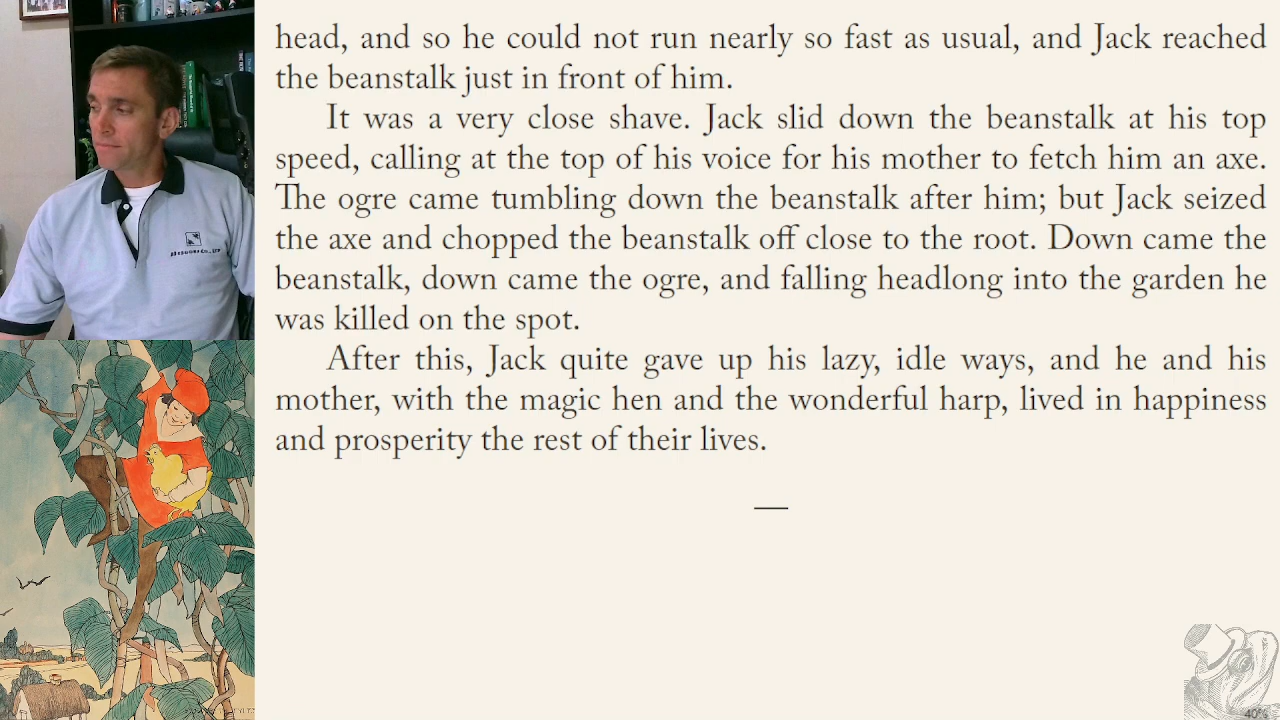 head, and so he could not run nearly so fast as usual, and Jack reached
the beanstalk just in front of him.
It was a very close shave. Jack slid down the beanstalk at his top
speed, calling at the top of his voice for his mother to fetch him an axe.
The ogre came tumbling down the beanstalk after him; but Jack seized
the axe and chopped the beanstalk off close to the root. Down came the
beanstalk, down came the ogre, and falling headlong into the garden he
was killed on the spot.
After this, Jack quite gave up his lazy, idle ways, and he and his
mother, with the magic hen and the wonderful harp, lived in happiness
and prosperity the rest of their lives.
40%